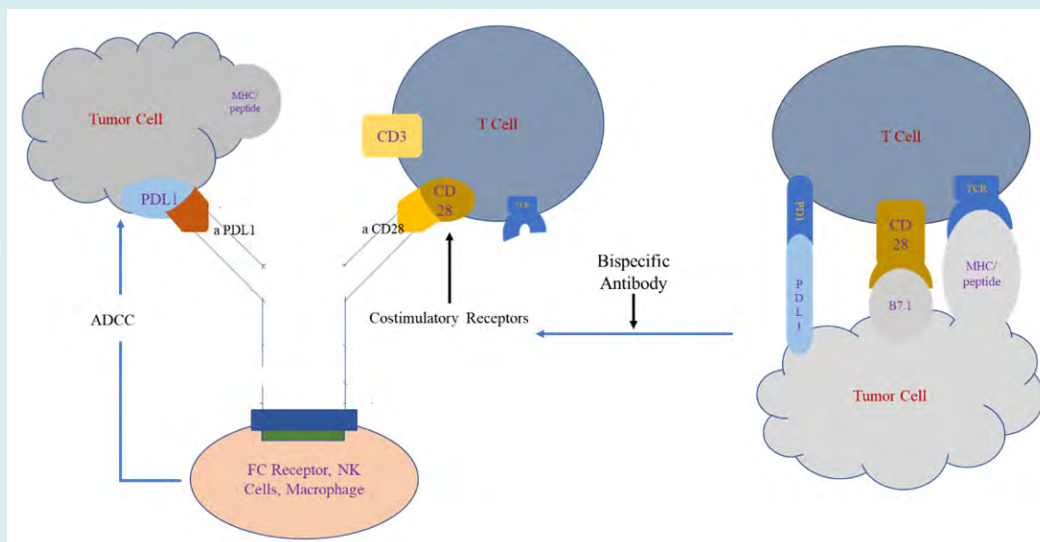 MHC/
peptide
Tumor Cell
PDL1
a PDL1
CD3
T Cell
CD
28
a CD28
TCR
ADCC
Costimulatory Receptors
FC Receptor, NK
Cells, Macrophage
Bispecific
Antibody
T Cell
PD1
PDL1
CD
28
B7.1
TCR
MHC/
peptide
Tumor Cell